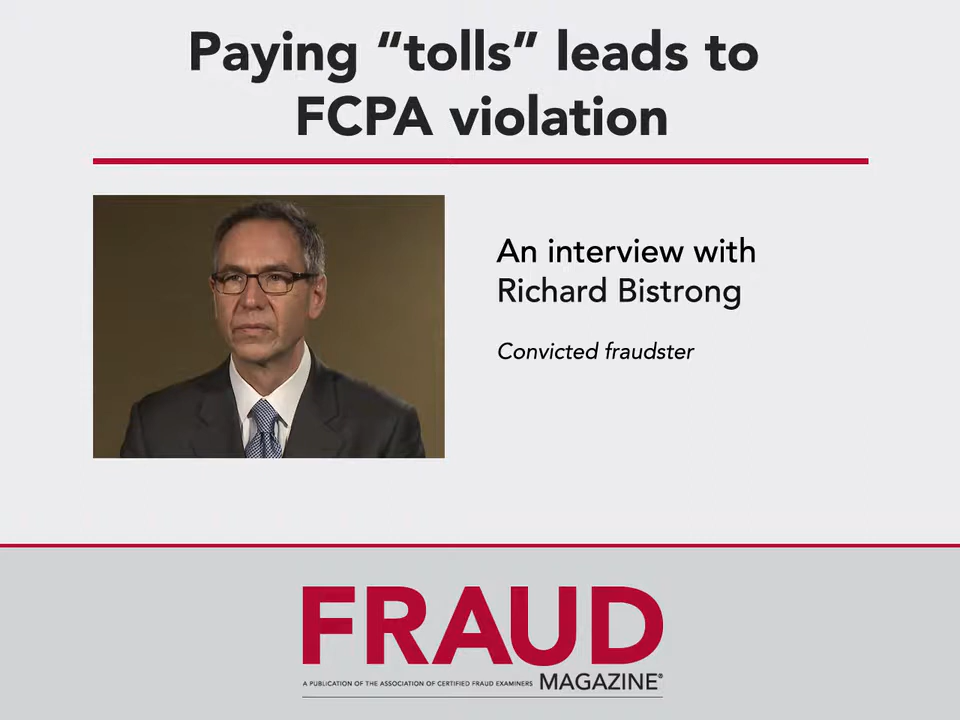 Paying “tolls” leads to
FCPA violation
An interview with
Richard Bistrong
Convicted fraudster
FRAUD
A PUBLICATION OF THE ASSOCIATION OF CERTIFIED FRAUD EXAMINERS MAGAZINE®